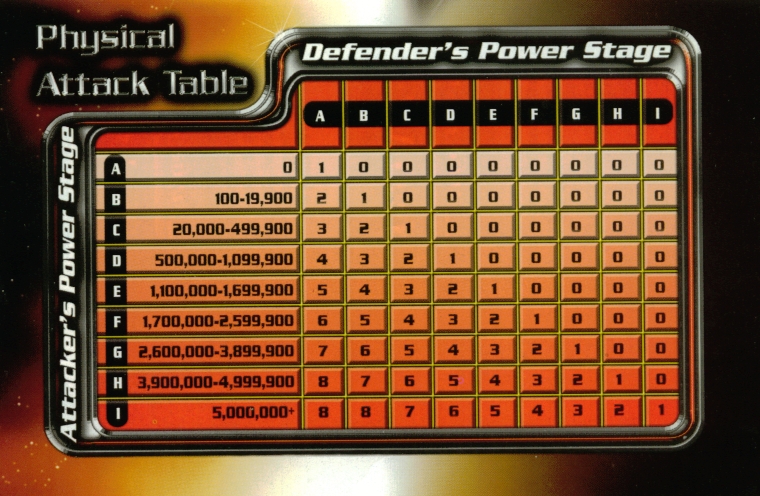 Physical
Attack Table
Defender's Power Stage
Attacker's Power Stage
A B C D E F G H I
A 0 1 0 0 0 0 0 0 0 0
B 100-19,900 2 1 0 0 0 0 0 0 0
C 20,000-499,900 3 2 1 0 0 0 0 0 0
D 500,000-1,099,900 4 3 2 1 0 0 0 0 0
E 1,100,000-1,699,900 5 4 3 2 1 0 0 0 0
F 1,700,000-2,599,900 6 5 4 3 2 1 0 0 0
G 2,600,000-3,899,900 7 6 5 4 3 2 1 0 0
H 3,900,000-4,999,900 8 7 6 5 4 3 2 1 0
I 5,000,000+ 8 8 7 6 5 4 3 2 1